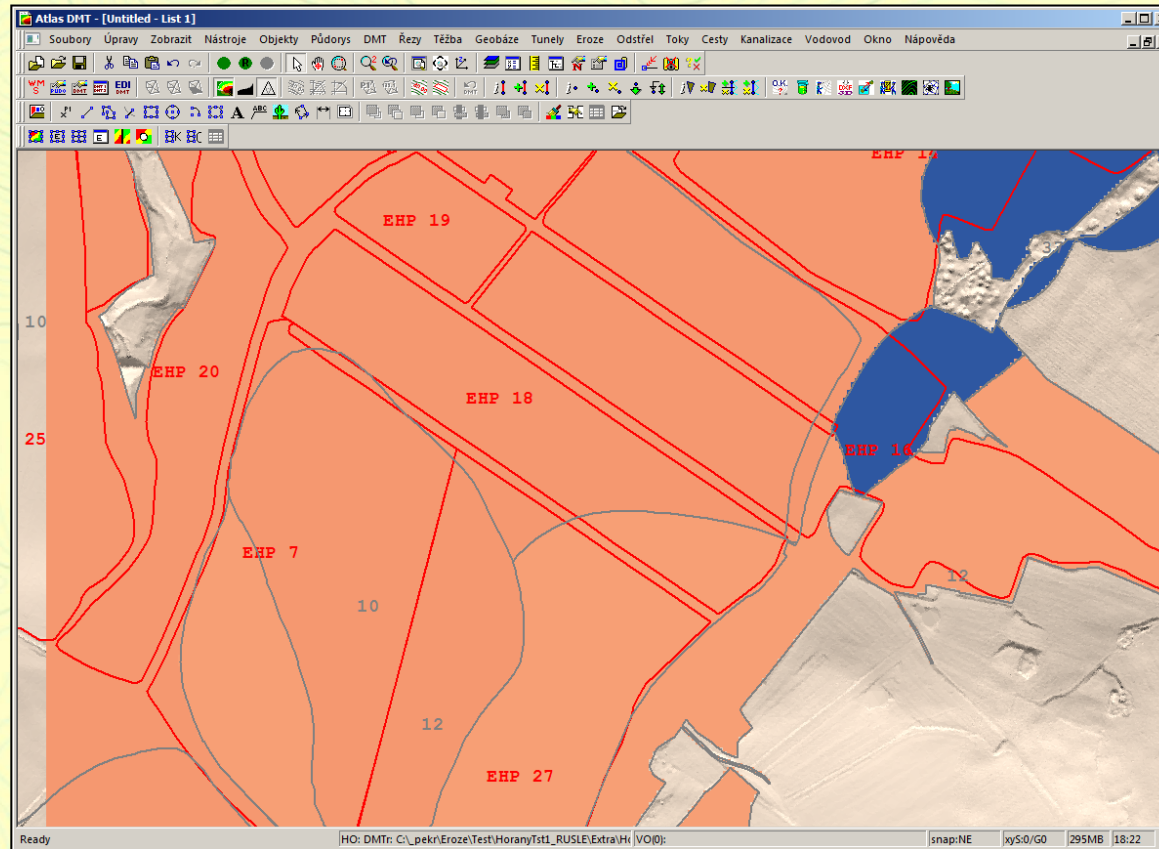 Atlas DMT - [Untitled - List 1]
Soubory Úpravy Zobrazit Nástroje Objekty Půdorys DMT Řezy Těžba Geobáze Tunely Eroze Odstřel Toky Cesty Kanalizace Vodovod Okno Nápověda
EHP 14
EHP 19
3
10
EHP 20
EHP 18
25
EHP 16
EHP 7
12
10
12
EHP 27
Ready HO: DMTr: C:\_pekr\Eroze\Test\HoranyTst1_RUSLE\Extra\ VO(0): snap:NE xyS:0/G0 295MB 18:22